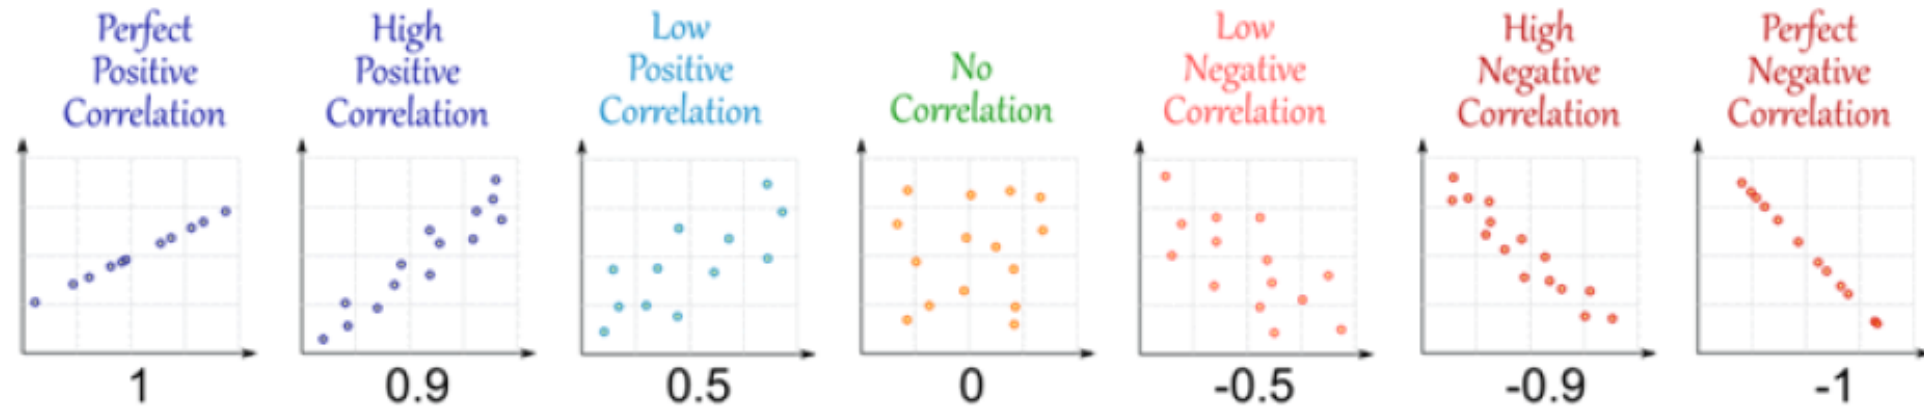 Perfect
Positive
Correlation
High
Positive
Correlation
Low
Positive
Correlation
No
Correlation
Low
Negative
Correlation
High
Negative
Correlation
Perfect
Negative
Correlation
1
0.9
0.5
0
-0.5
-0.9
-1